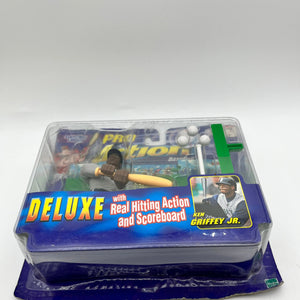 PRO
Action
DELUXE
with
Real Hitting Action
and Scoreboard
KEN
GRIFFEY JR.